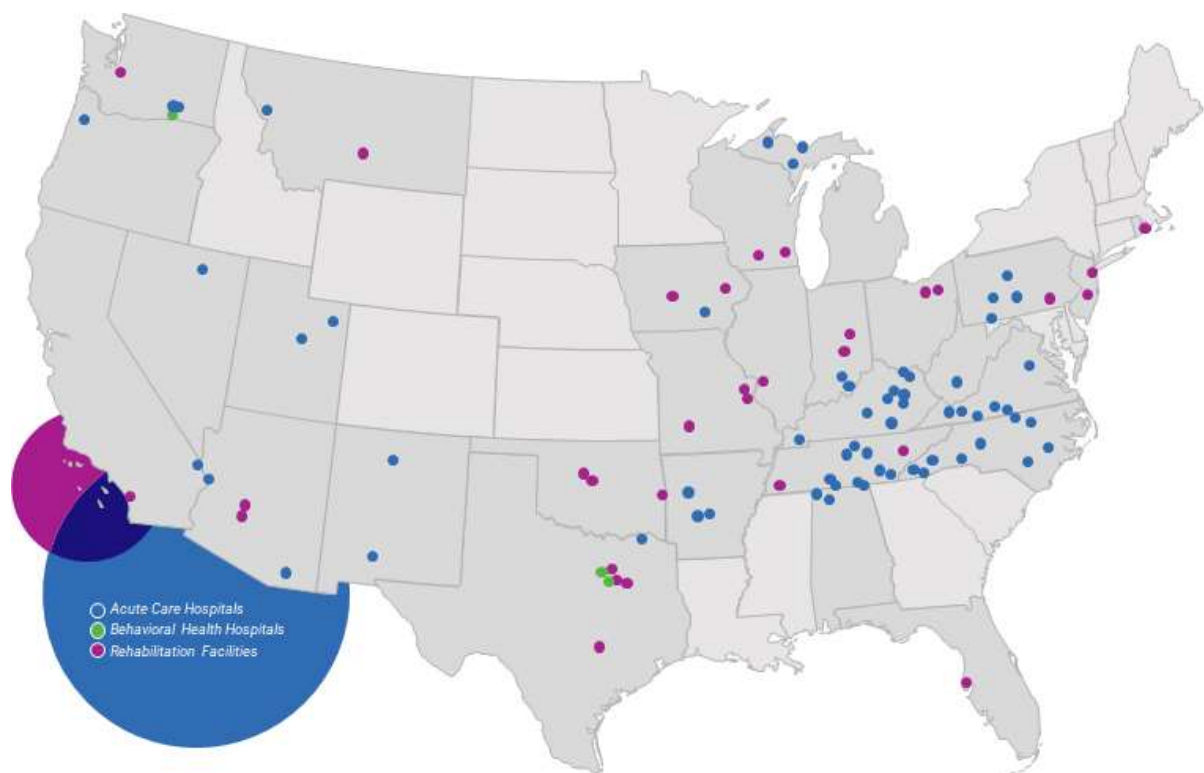 Acute Care Hospitals
Behavioral Health Hospitals
Rehabilitation Facilities